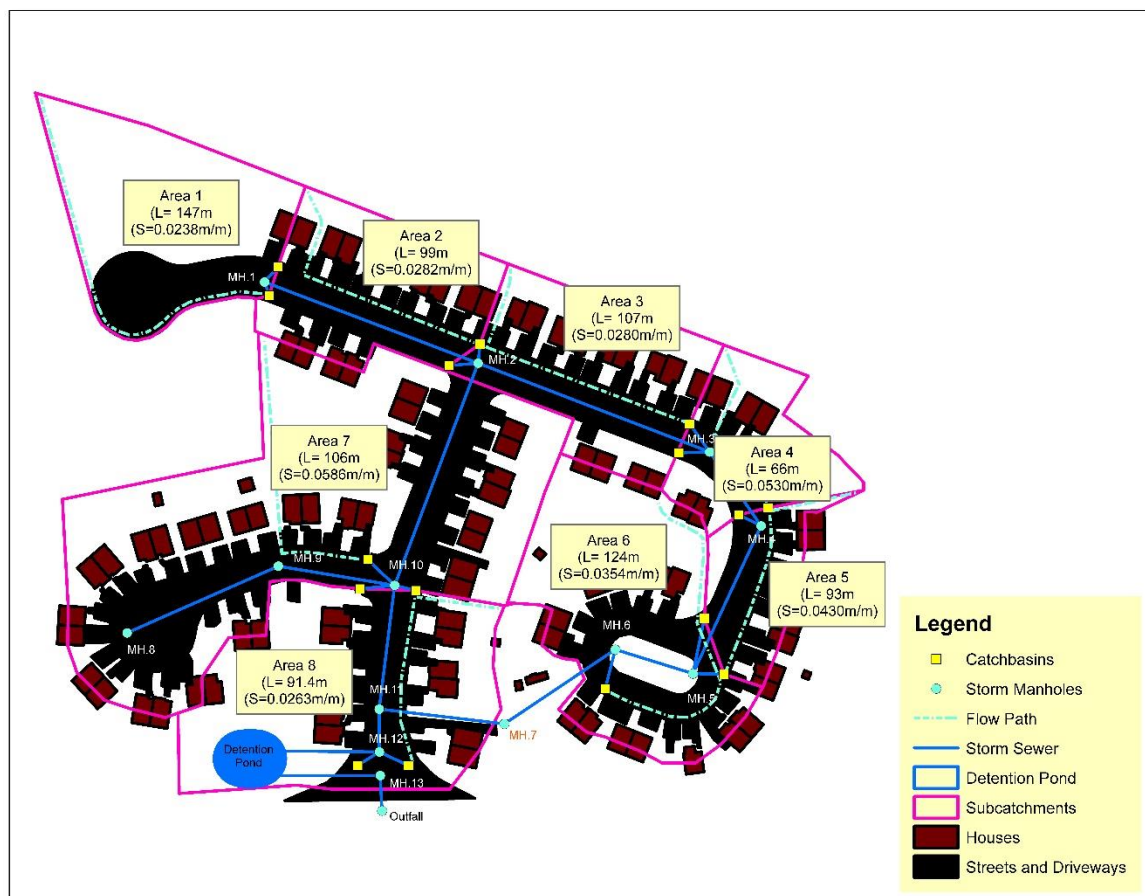 Area 1
(L= 147m
(S=0.0238m/m)
Area 2
(L= 99m
(S=0.0282m/m)
MH.1
Area 3
(L= 107m
(S=0.0280m/m)
MH.2
Area 7
(L= 106m
(S=0.0586m/m)
MH.3
Area 4
(L= 66m
(S=0.0530m/m)
MH.4
Area 6
(L= 124m
(S=0.0354m/m)
MH.9
MH.10
Area 5
(L= 93m
(S=0.0430m/m)
MH.8
MH.6
Area 8
(L= 91.4m
(S=0.0263m/m)
MH.5
MH.11
MH.7
MH.12
Detention
Pond
MH.13
Outfall
Legend
Catchbasins
Storm Manholes
Flow Path
Storm Sewer
Detention Pond
Subcatchments
Houses
Streets and Driveways